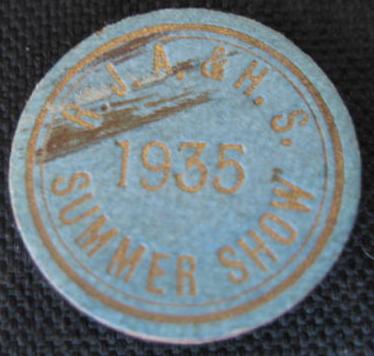 R.J.A. & H.S.
1935
SUMMER SHOW